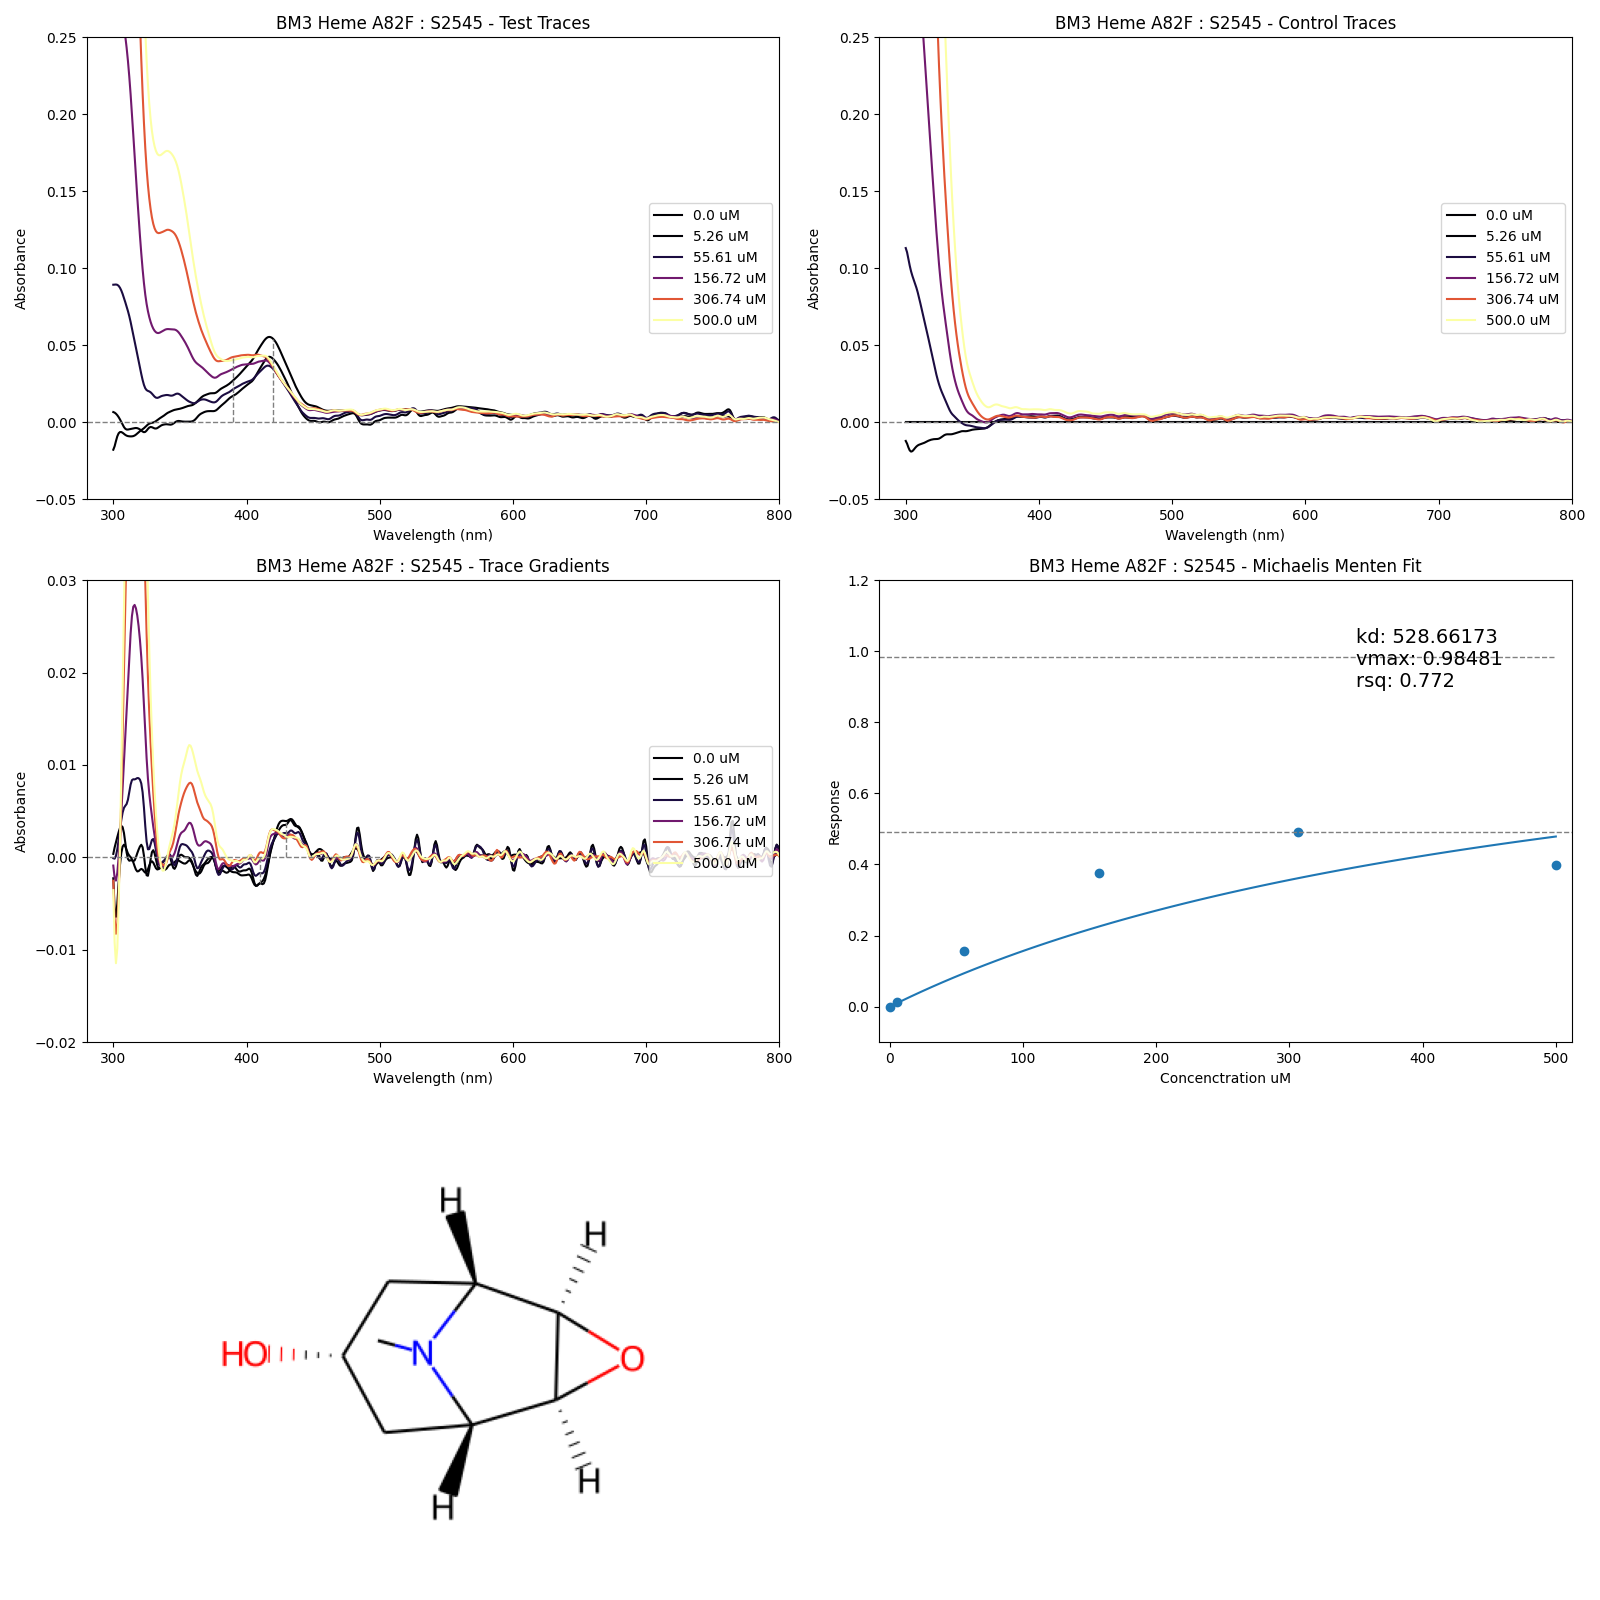 BM3 Heme A82F : S2545 - Test Traces
0.25
0.20
0.15
0.10
0.05
0.00
−0.05
Absorbance
0.0 uM
5.26 uM
55.61 uM
156.72 uM
306.74 uM
500.0 uM
300 400 500 600 700 800
Wavelength (nm)
BM3 Heme A82F : S2545 - Control Traces
0.25
0.20
0.15
0.10
0.05
0.00
−0.05
Absorbance
0.0 uM
5.26 uM
55.61 uM
156.72 uM
306.74 uM
500.0 uM
300 400 500 600 700 800
Wavelength (nm)
BM3 Heme A82F : S2545 - Trace Gradients
0.03
0.02
0.01
0.00
−0.01
−0.02
Absorbance
0.0 uM
5.26 uM
55.61 uM
156.72 uM
306.74 uM
500.0 uM
300 400 500 600 700 800
Wavelength (nm)
BM3 Heme A82F : S2545 - Michaelis Menten Fit
1.2
1.0
0.8
0.6
0.4
0.2
0.0
Response
kd: 528.66173
vmax: 0.98481
rsq: 0.772
0 100 200 300 400 500
Concenctration uM
H
H
HO
N
O
H
H